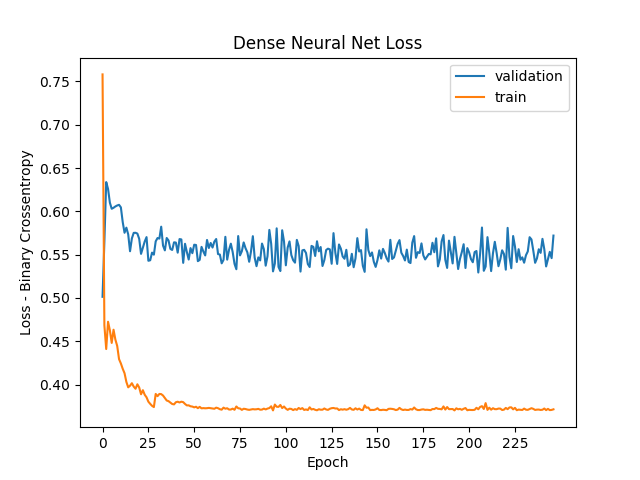 Dense Neural Net Loss
validation
train
Loss - Binary Crossentropy
0.75
0.70
0.65
0.60
0.55
0.50
0.45
0.40
0 25 50 75 100 125 150 175 200 225
Epoch